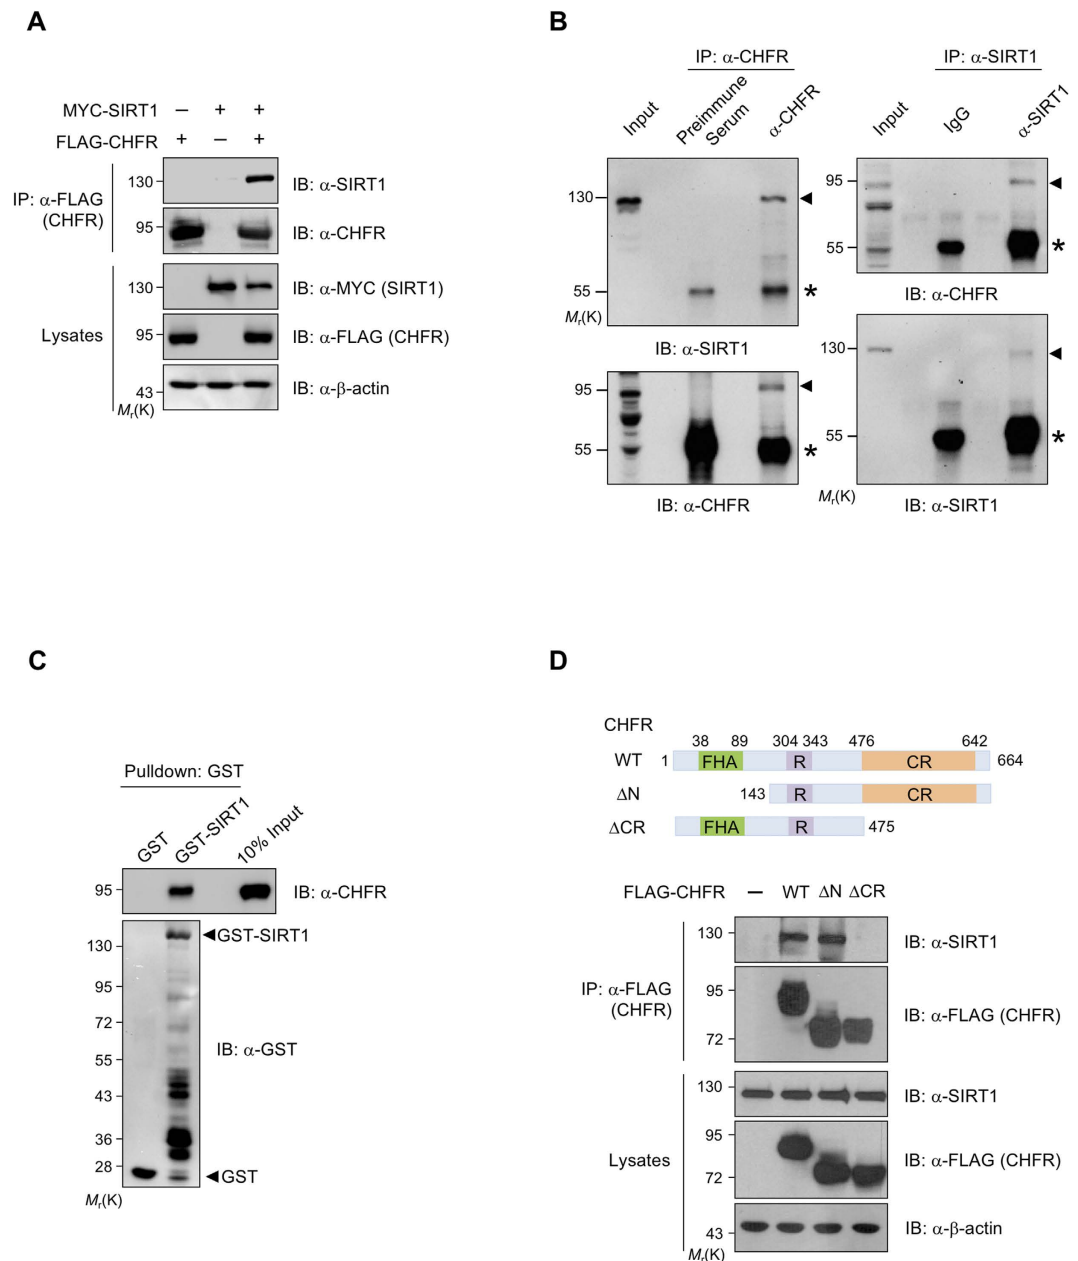 A
MYC-SIRT1 – + +
FLAG-CHFR + – +
IP: α-FLAG
(CHFR)
130
IB: α-SIRT1
95
IB: α-CHFR
Lysates
130
IB: α-MYC (SIRT1)
95
IB: α-FLAG (CHFR)
43
IB: α-β-actin
Mr(K)
B
IP: α-CHFR
Input
Preimmune
Serum
α-CHFR
130
55
*
Mr(K)
IB: α-SIRT1
95
55
*
IB: α-CHFR
IP: α-SIRT1
Input
IgG
α-SIRT1
95
55
*
IB: α-CHFR
130
55
*
Mr(K)
IB: α-SIRT1
C
Pulldown: GST
GST
GST-SIRT1
10% Input
95
IB: α-CHFR
GST-SIRT1
130
95
72
55
IB: α-GST
43
36
28
GST
Mr(K)
D
CHFR
38 89 304 343 476 642
WT 1 FHA R CR 664
ΔN 143 R CR
ΔCR FHA R 475
FLAG-CHFR – WT ΔN ΔCR
IP: α-FLAG
(CHFR)
130
IB: α-SIRT1
95
IB: α-FLAG (CHFR)
72
Lysates
130
IB: α-SIRT1
95
IB: α-FLAG (CHFR)
72
43
IB: α-β-actin
Mr(K)